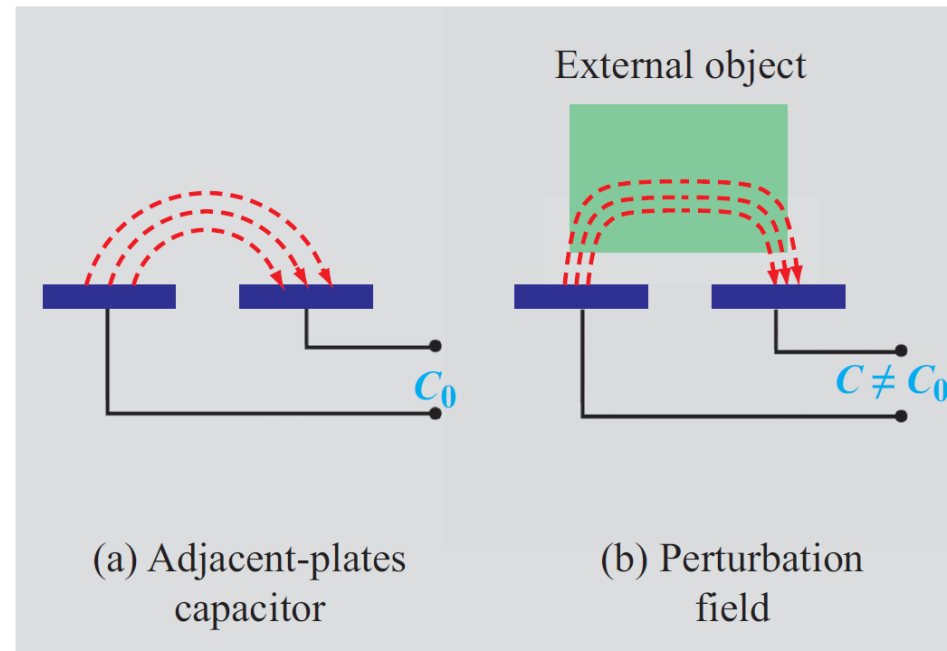 External object
C₀
C ≠ C₀
(a) Adjacent-plates
capacitor
(b) Perturbation
field